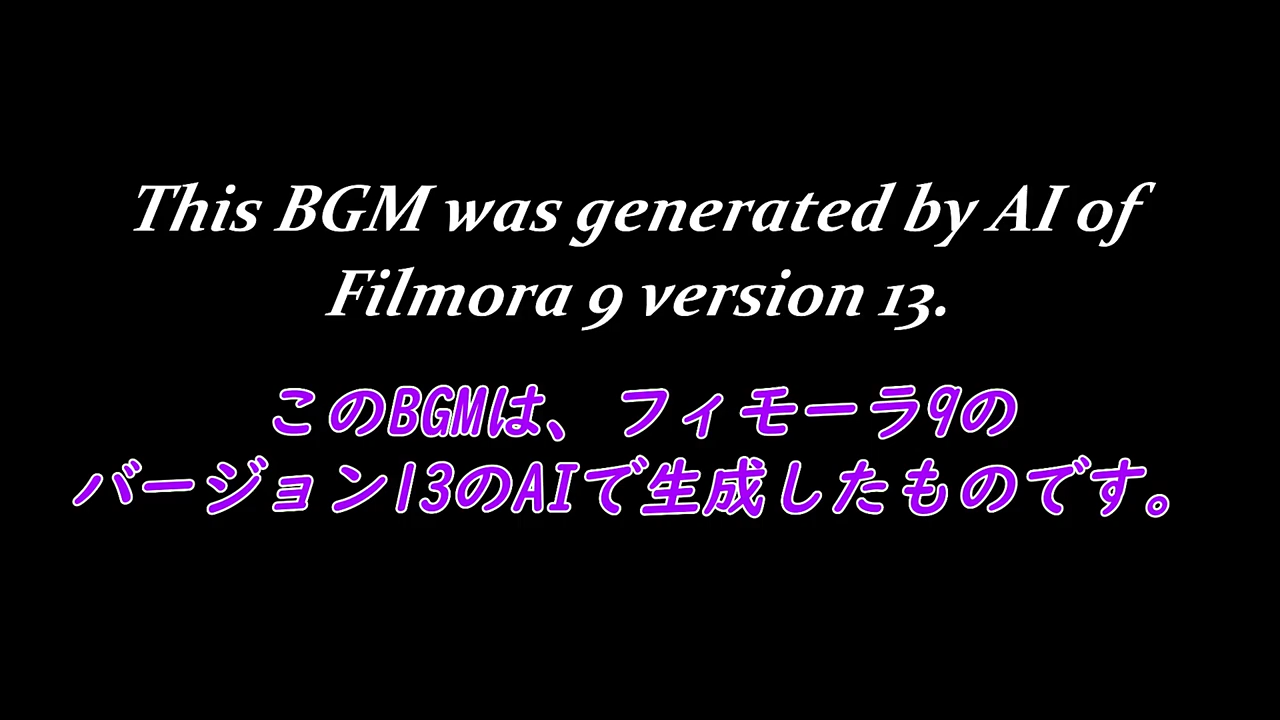 This BGM was generated by AI of
Filmora 9 version 13.
このBGMは、フィモーラ9の
バージョン13のAIで生成したものです。